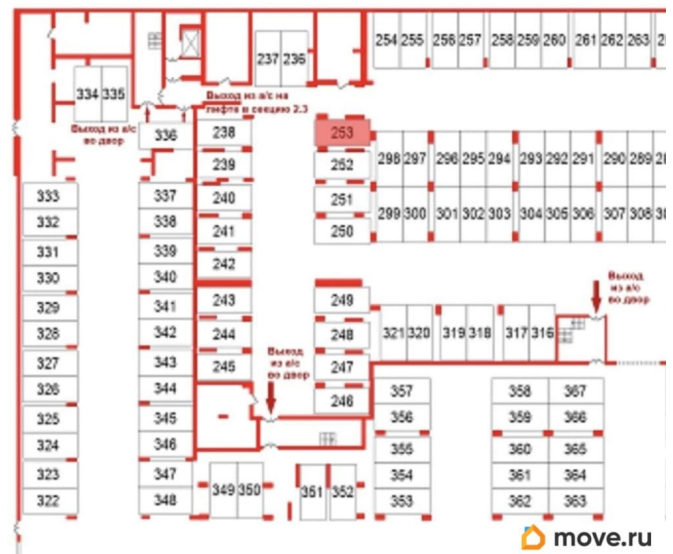 254 255 256 257 258 259 260 261 262 263
237 236
334 335
Выход из а/с на
лифте в секцию 2.3
Выход из а/с
во двор
336 238 253
239 252 298 297 296 295 294 293 292 291 290 289
333 337 240 251
332 338 241 250 299 300 301 302 303 304 305 306 307 308
331 339
330 340 242
Выход
из а/с
во двор
329 341 243 249
328 342 244 248 321 320 319 318 317 316
327 343 245 247
Выход
из а/с
во двор
326 344 246 357 358 367
325 345 356 359 366
324 346 355 360 365
323 347 354 361 364
322 348 349 350 351 352 353 362 363
move.ru